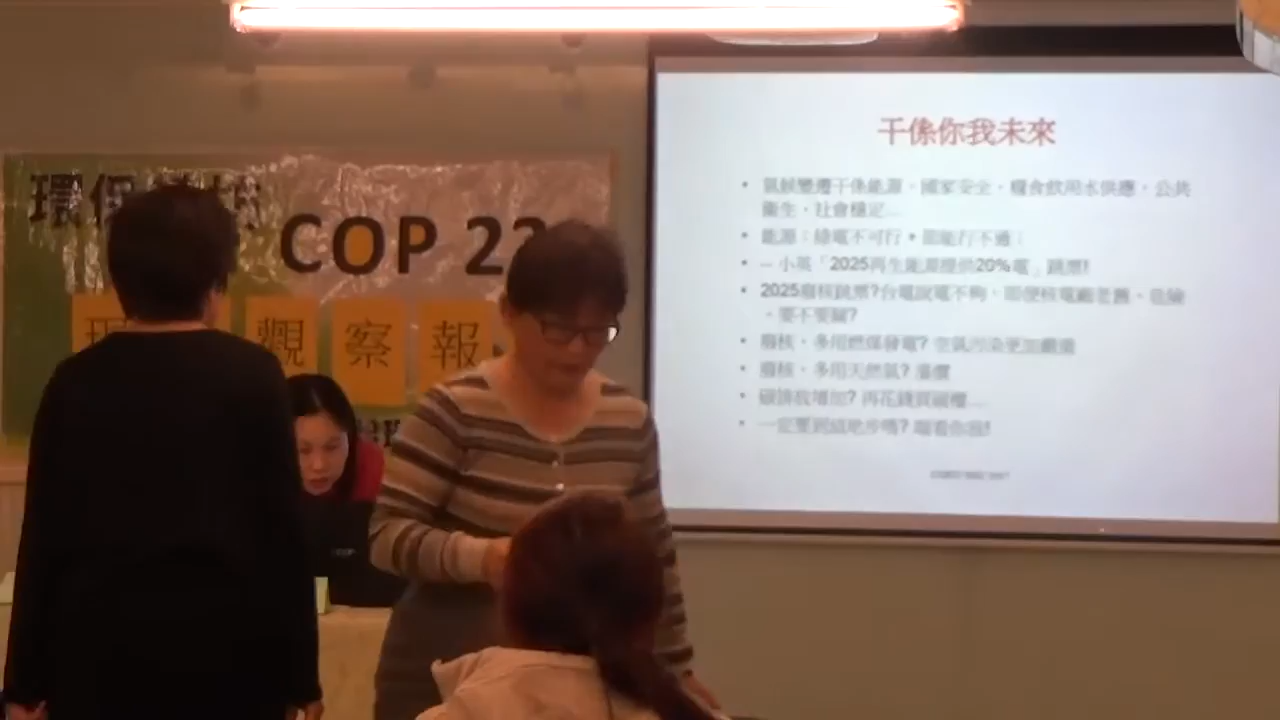 環保
COP 23
觀 察 報
干係你我未來
• 氣候變遷干係能源、國家安全、糧食飲用水供應、公共
衛生、社會穩定...
• 能源：綠電不可行•節能行不通：
• – 小英「2025再生能源提供20%電」跳票!
• 2025廢核跳票?台電說電不夠，即便核電廠老舊、危險
，要不要關?
• 廢核，多用燃煤發電? 空氣污染更加嚴重
• 廢核，多用天然氣? 漲價
• 碳排放增加? 再花錢買碳權...
• 一定要到這地步嗎? 端看你我!